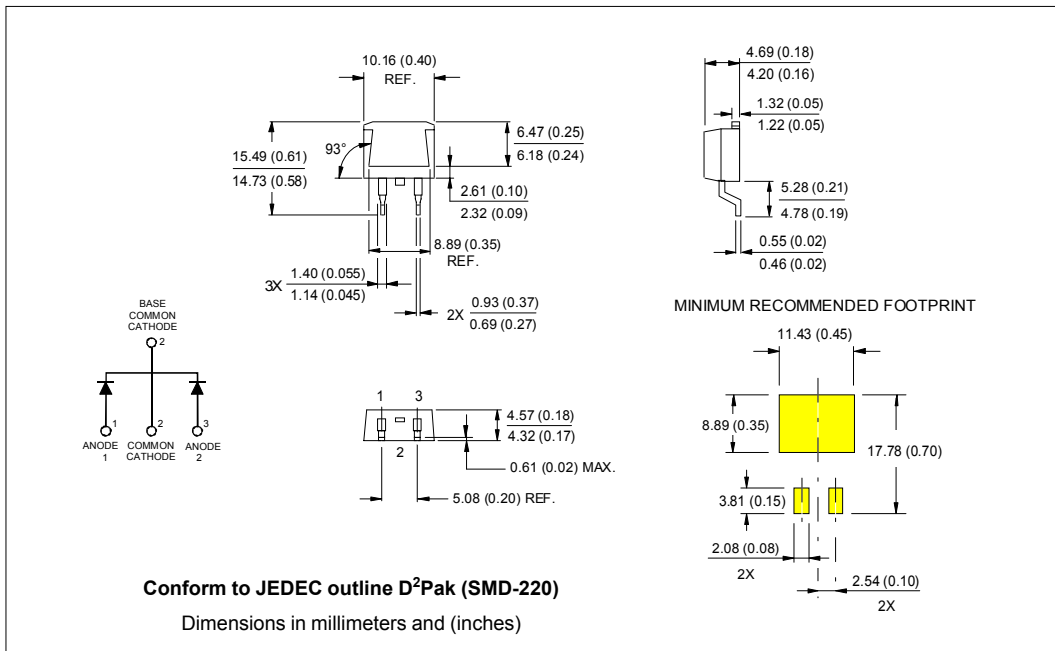 10.16 (0.40)
REF.
93°
15.49 (0.61)
14.73 (0.58)
6.47 (0.25)
6.18 (0.24)
2.61 (0.10)
2.32 (0.09)
8.89 (0.35)
REF.
3X
1.40 (0.055)
1.14 (0.045)
2X
0.93 (0.37)
0.69 (0.27)
4.69 (0.18)
4.20 (0.16)
1.32 (0.05)
1.22 (0.05)
5.28 (0.21)
4.78 (0.19)
0.55 (0.02)
0.46 (0.02)
BASE
COMMON
CATHODE
2
1
2
3
ANODE
1
COMMON
CATHODE
ANODE
2
1
3
2
4.57 (0.18)
4.32 (0.17)
0.61 (0.02) MAX.
5.08 (0.20) REF.
MINIMUM RECOMMENDED FOOTPRINT
11.43 (0.45)
8.89 (0.35)
17.78 (0.70)
3.81 (0.15)
2.08 (0.08)
2X
2.54 (0.10)
2X
Conform to JEDEC outline D²Pak (SMD-220)
Dimensions in millimeters and (inches)